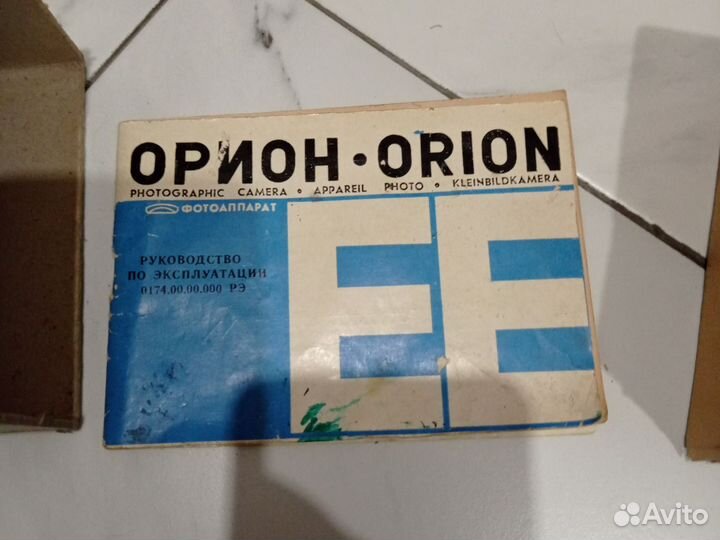 ОРИОН • ORION
PHOTOGRAPHIC CAMERA • APPAREIL PHOTO • KLEINBILDKAMERA
ФОТОАППАРАТ
РУКОВОДСТВО
ПО ЭКСПЛУАТАЦИИ
0174.00.00.000 РЭ
EE
Avito